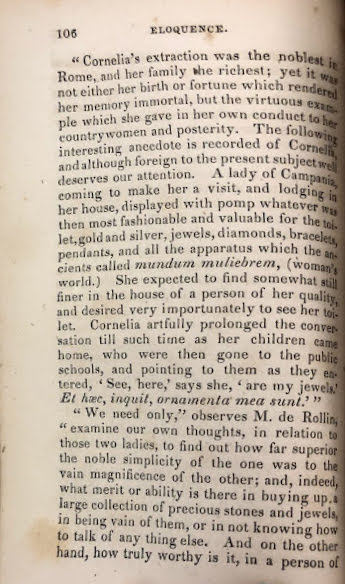 106 ELOQUENCE.
“ Cornelia's extraction was the noblest in
Rome, and her family the richest; yet it was
not either her birth or fortune which rendered
her memory immortal, but the virtuous exam-
ple which she gave in her own conduct to her
countrywomen and posterity. The following
interesting anecdote is recorded of Cornelia,
and although foreign to the present subject well
deserves our attention. A lady of Campania,
coming to make her a visit, and lodging in
her house, displayed with pomp whatever was
then most fashionable and valuable for the toi-
let, gold and silver, jewels, diamonds, bracelets,
pendants, and all the apparatus which the an-
cients called mundum muliebrem, (woman's
world.) She expected to find somewhat still
finer in the house of a person of her quality,
and desired very importunately to see her toi-
let. Cornelia artfully prolonged the conver-
sation till such time as her children came
home, who were then gone to the public
schools, and pointing to them as they en-
tered, ‘ See, here,’ says she, ‘ are my jewels.’
Et hæc, inquit, ornamenta mea sunt.’ ”
“ We need only,” observes M. de Rollin,
“ examine our own thoughts, in relation to
those two ladies, to find out how far superior
the noble simplicity of the one was to the
vain magnificence of the other; and, indeed,
what merit or ability is there in buying up a
large collection of precious stones and jewels,
in being vain of them, or in not knowing how
to talk of any thing else. And on the other
hand, how truly worthy is it, in a person of